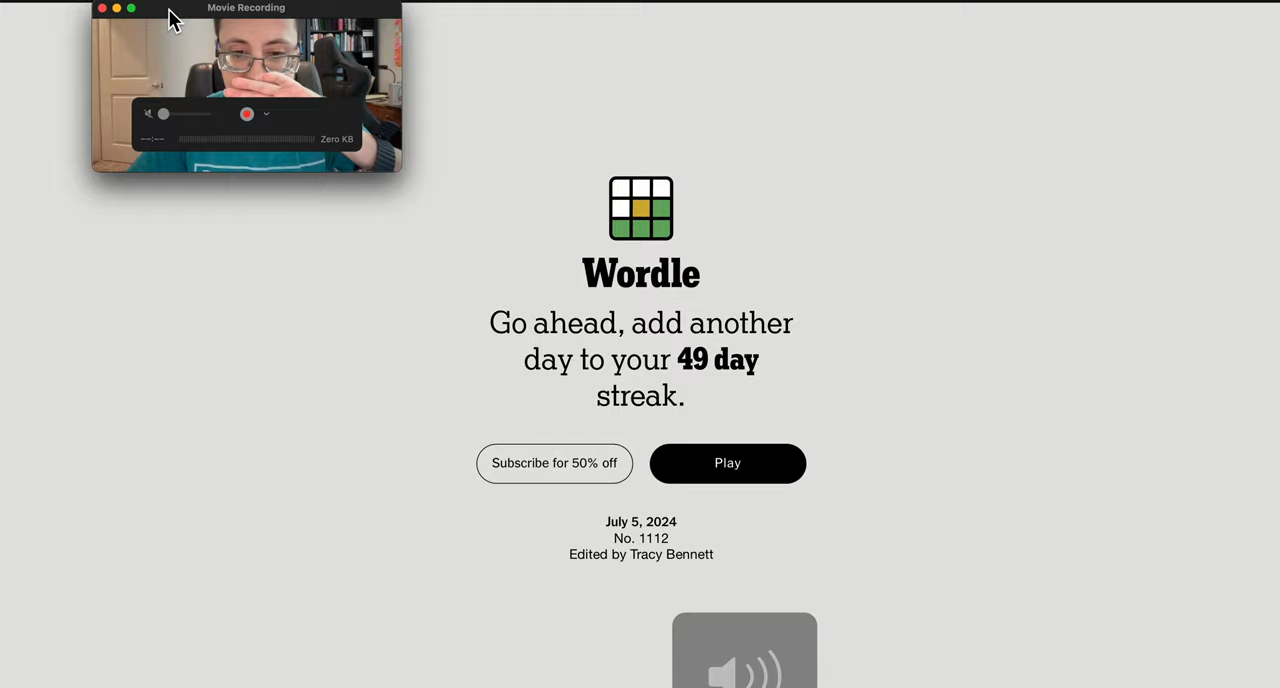 Movie Recording
--:--
Zero KB
Wordle
Go ahead, add another
day to your 49 day
streak.
Subscribe for 50% off
Play
July 5, 2024
No. 1112
Edited by Tracy Bennett